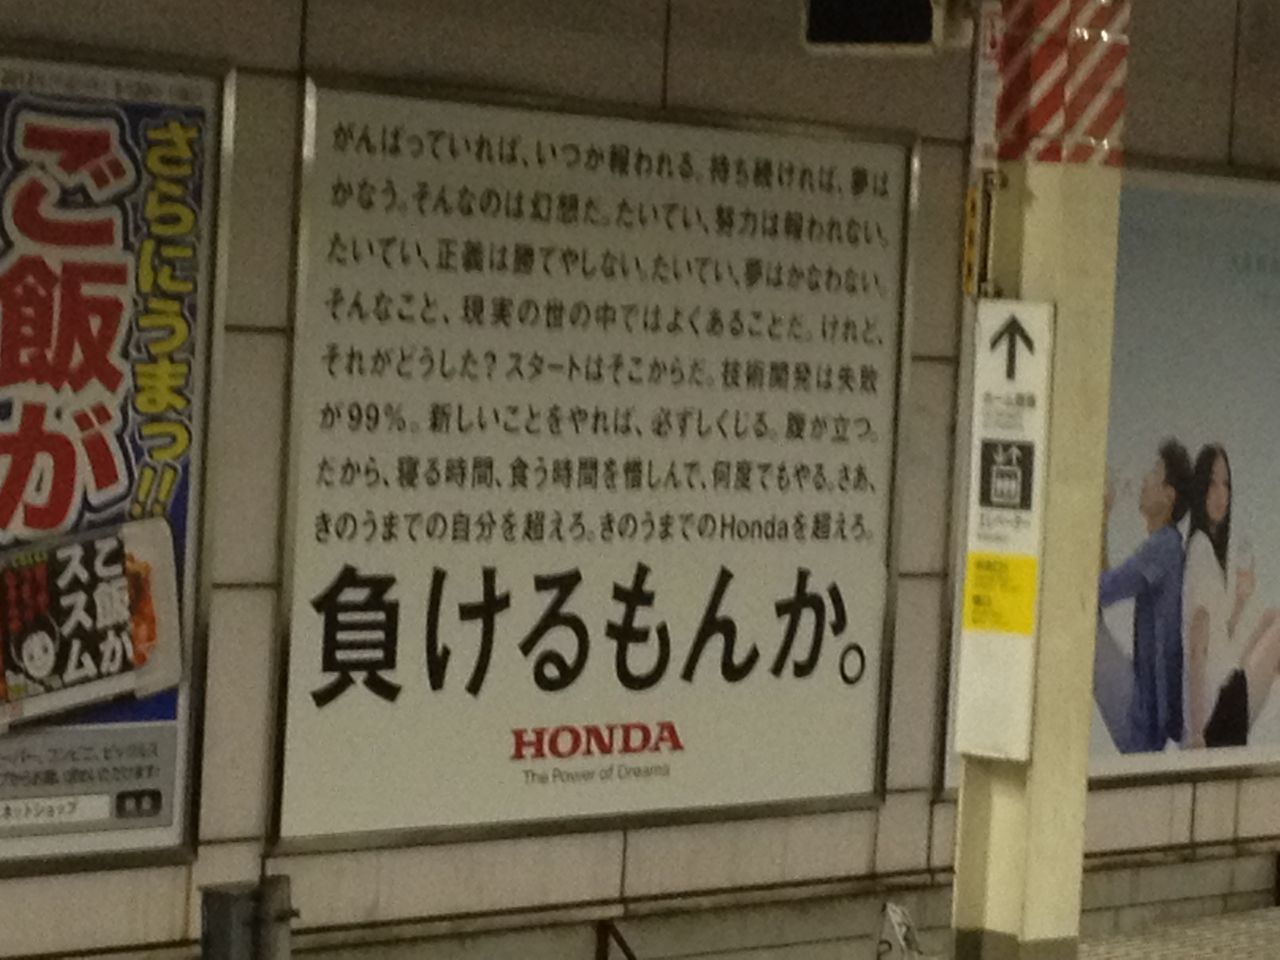 さらにうまっ!!
ご飯が
ご飯が
ススム
ネットショップ
がんばっていれば、いつか報われる。持ち続ければ、夢は
かなう。そんなのは幻想だ。たいてい、努力は報われない。
たいてい、正義は勝てやしない。たいてい、夢はかなわない。
そんなこと、現実の世の中ではよくあることだ。けれど、
それがどうした?スタートはそこからだ。技術開発は失敗
が99%。新しいことをやれば、必ずしくじる。腹が立つ。
だから、寝る時間、食う時間を惜しんで、何度でもやる。さあ、
きのうまでの自分を超えろ。きのうまでのHondaを超えろ。
負けるもんか。
HONDA
The Power of Dreams
エレベーター